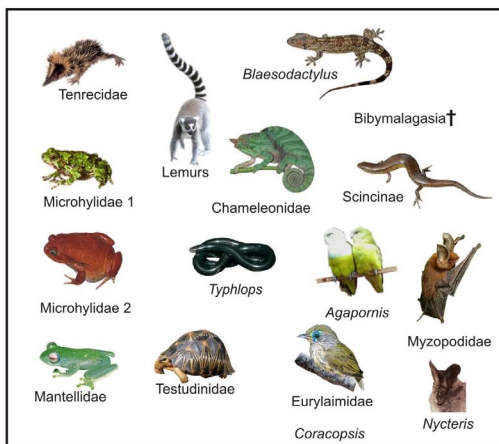 Tenrecidae
Blaesodactylus
Bibymalagasia†
Lemurs
Microhylidae 1
Chameleonidae
Scincinae
Microhylidae 2
Typhlops
Agapornis
Myzopodidae
Mantellidae
Testudinidae
Eurylaimidae
Nycteris
Coracopsis